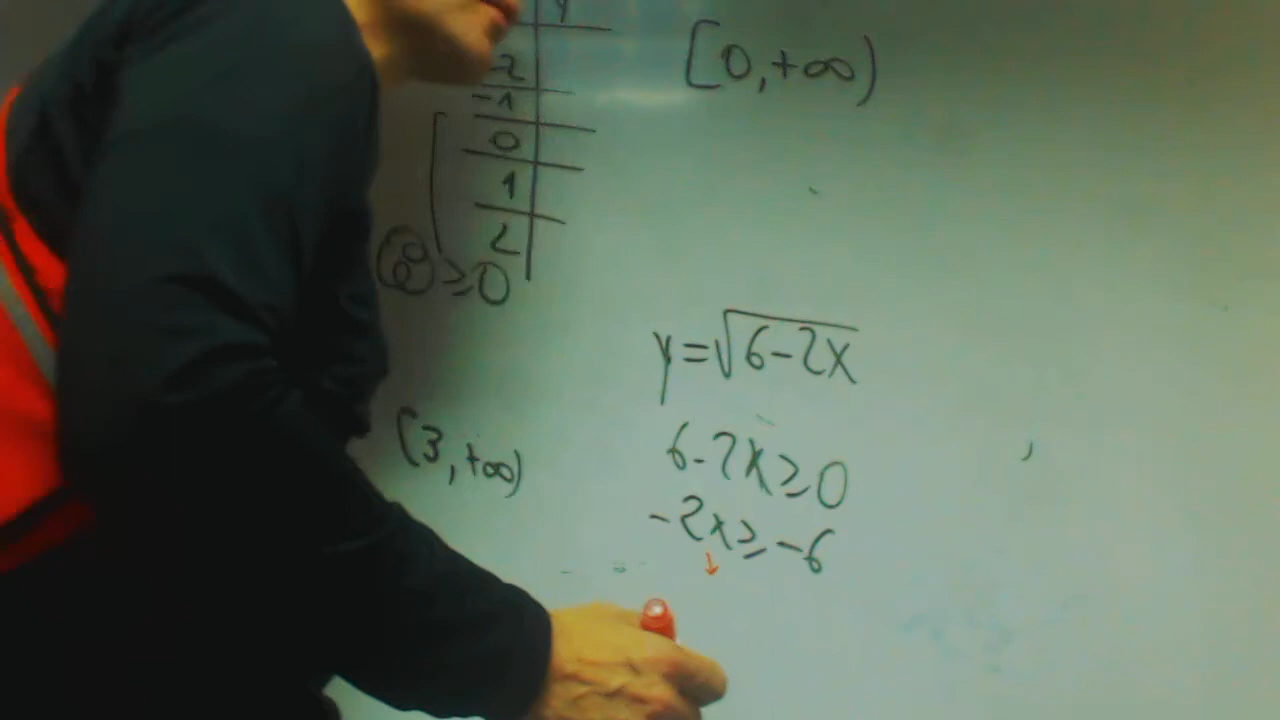 y
-2
-1
0
1
2
≥0
[0,+∞)
y=√6-2x
6-2x≥0
-2x≥-6
↓
(3,+∞)